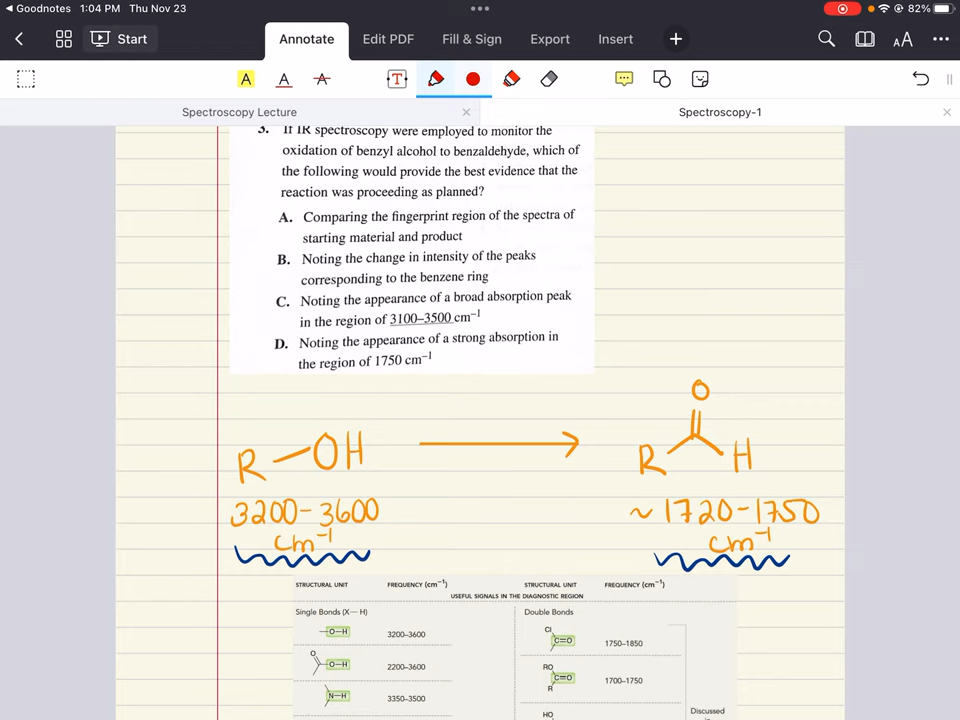 Goodnotes 1:04 PM Thu Nov 23 82%
Start Annotate Edit PDF Fill & Sign Export Insert AA
A A A T
Spectroscopy Lecture Spectroscopy-1
3. If IR spectroscopy were employed to monitor the
oxidation of benzyl alcohol to benzaldehyde, which of
the following would provide the best evidence that the
reaction was proceeding as planned?
A. Comparing the fingerprint region of the spectra of
starting material and product
B. Noting the change in intensity of the peaks
corresponding to the benzene ring
C. Noting the appearance of a broad absorption peak
in the region of 3100–3500 cm⁻¹
D. Noting the appearance of a strong absorption in
the region of 1750 cm⁻¹
O
R OH R H
3200-3600 ~1720-1750
cm⁻¹ cm⁻¹
STRUCTURAL UNIT FREQUENCY (cm⁻¹) STRUCTURAL UNIT FREQUENCY (cm⁻¹)
USEFUL SIGNALS IN THE DIAGNOSTIC REGION
Single Bonds (X—H) Double Bonds
O—H 3200–3600 Cl C=O 1750–1850
O O—H 2200–3600 RO C=O R 1700–1750
N—H 3350–3500 HO Discussed